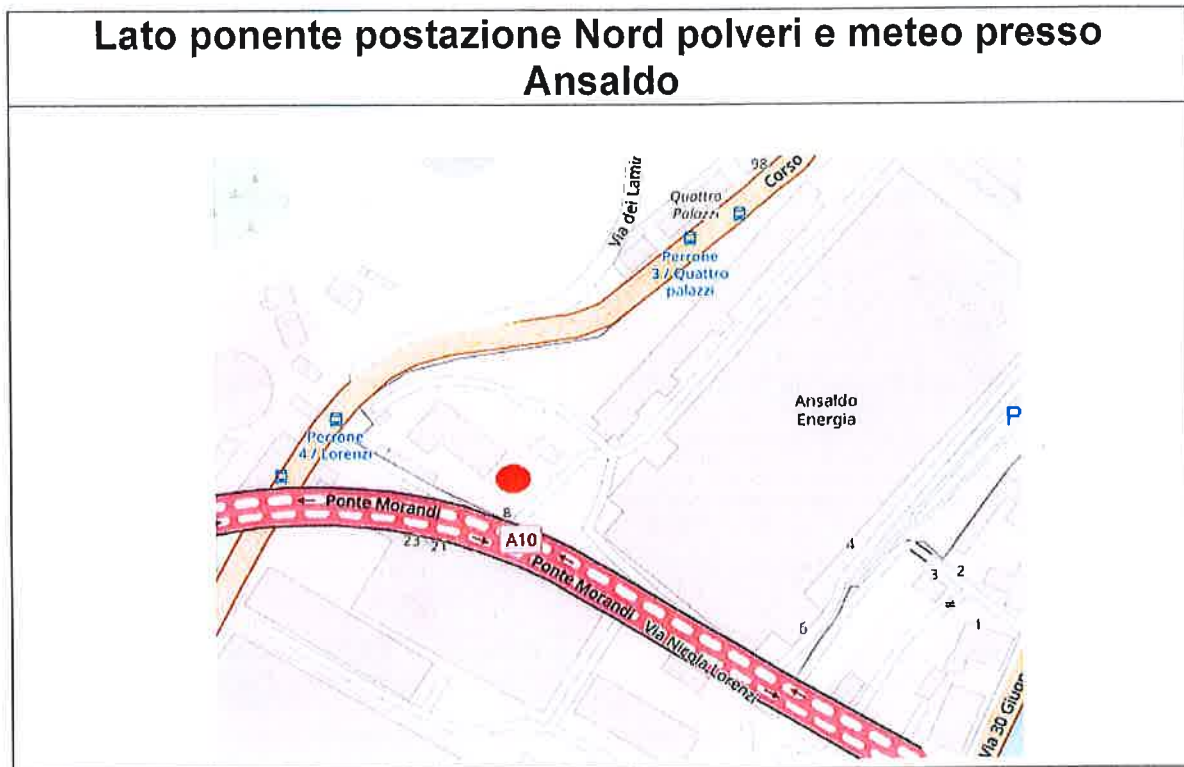 Lato ponente postazione Nord polveri e meteo presso
Ansaldo
98
Corso
Via dei Lamin
Quattro
Palazzi
Perrone
3 / Quattro
palazzi
Ansaldo
Energia
P
Perrone
4 / Lorenzi
Ponte Morandi
8
A10
23 21
Ponte Morandi
Via Nicola Lorenzi
4
3 2
1
6
Via 30 Giugn